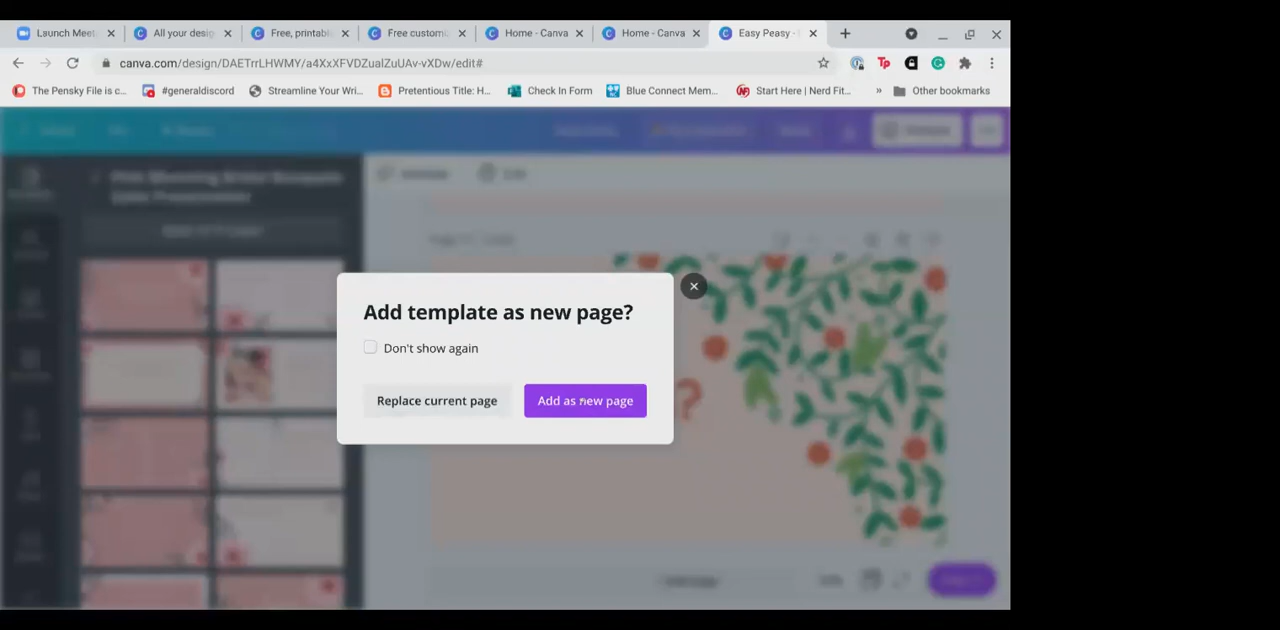 Launch Meet
All your desig
Free, printabl
Free custom
Home - Canva
Home - Canva
Easy Peasy -
canva.com/design/DAETrrLHWMY/a4XxXFVDZualZuUAv-vXDw/edit#
The Pensky File is c...
#generaldiscord
Streamline Your Wri...
Pretentious Title: H...
Check In Form
Blue Connect Mem...
Start Here | Nerd Fit...
»
Other bookmarks
Add template as new page?
Don't show again
Replace current page
Add as new page
?